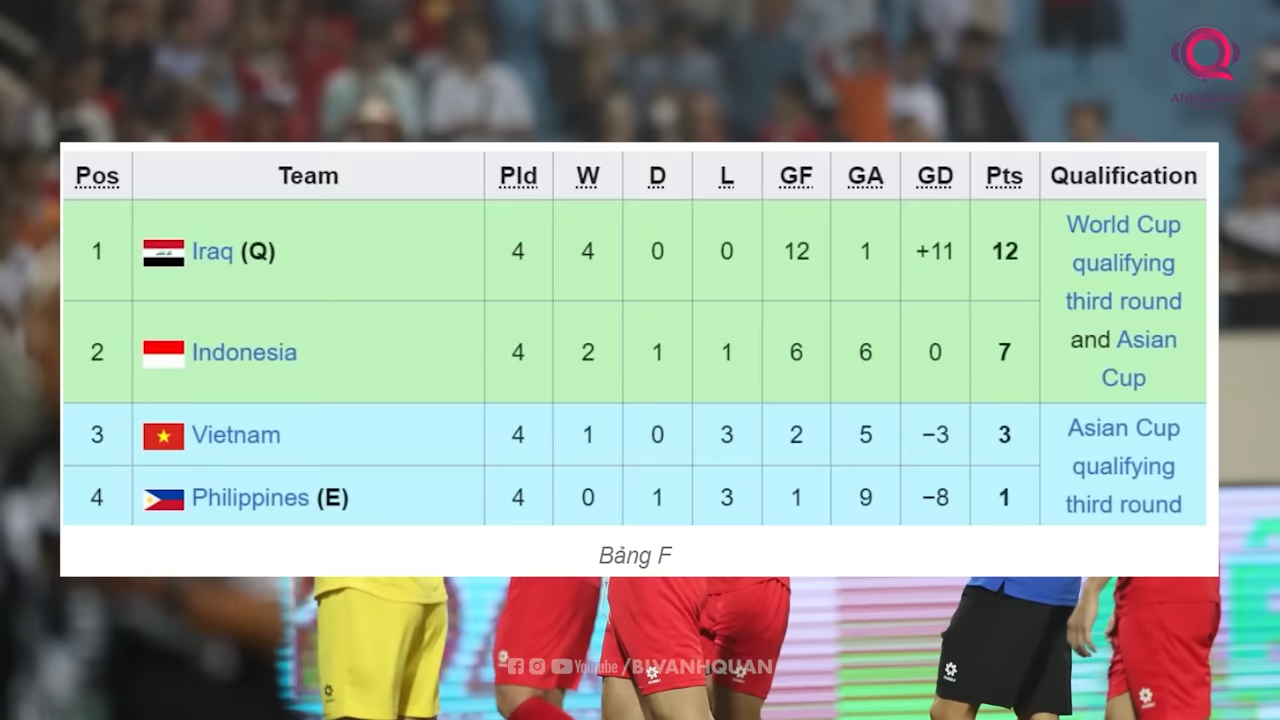 Pos Team Pld W D L GF GA GD Pts Qualification
1 Iraq (Q) 4 4 0 0 12 1 +11 12 World Cup
qualifying
third round
and Asian
Cup
2 Indonesia 4 2 1 1 6 6 0 7
3 Vietnam 4 1 0 3 2 5 −3 3 Asian Cup
qualifying
third round
4 Philippines (E) 4 0 1 3 1 9 −8 1
Bảng F
Youtube /BLVANHQUAN